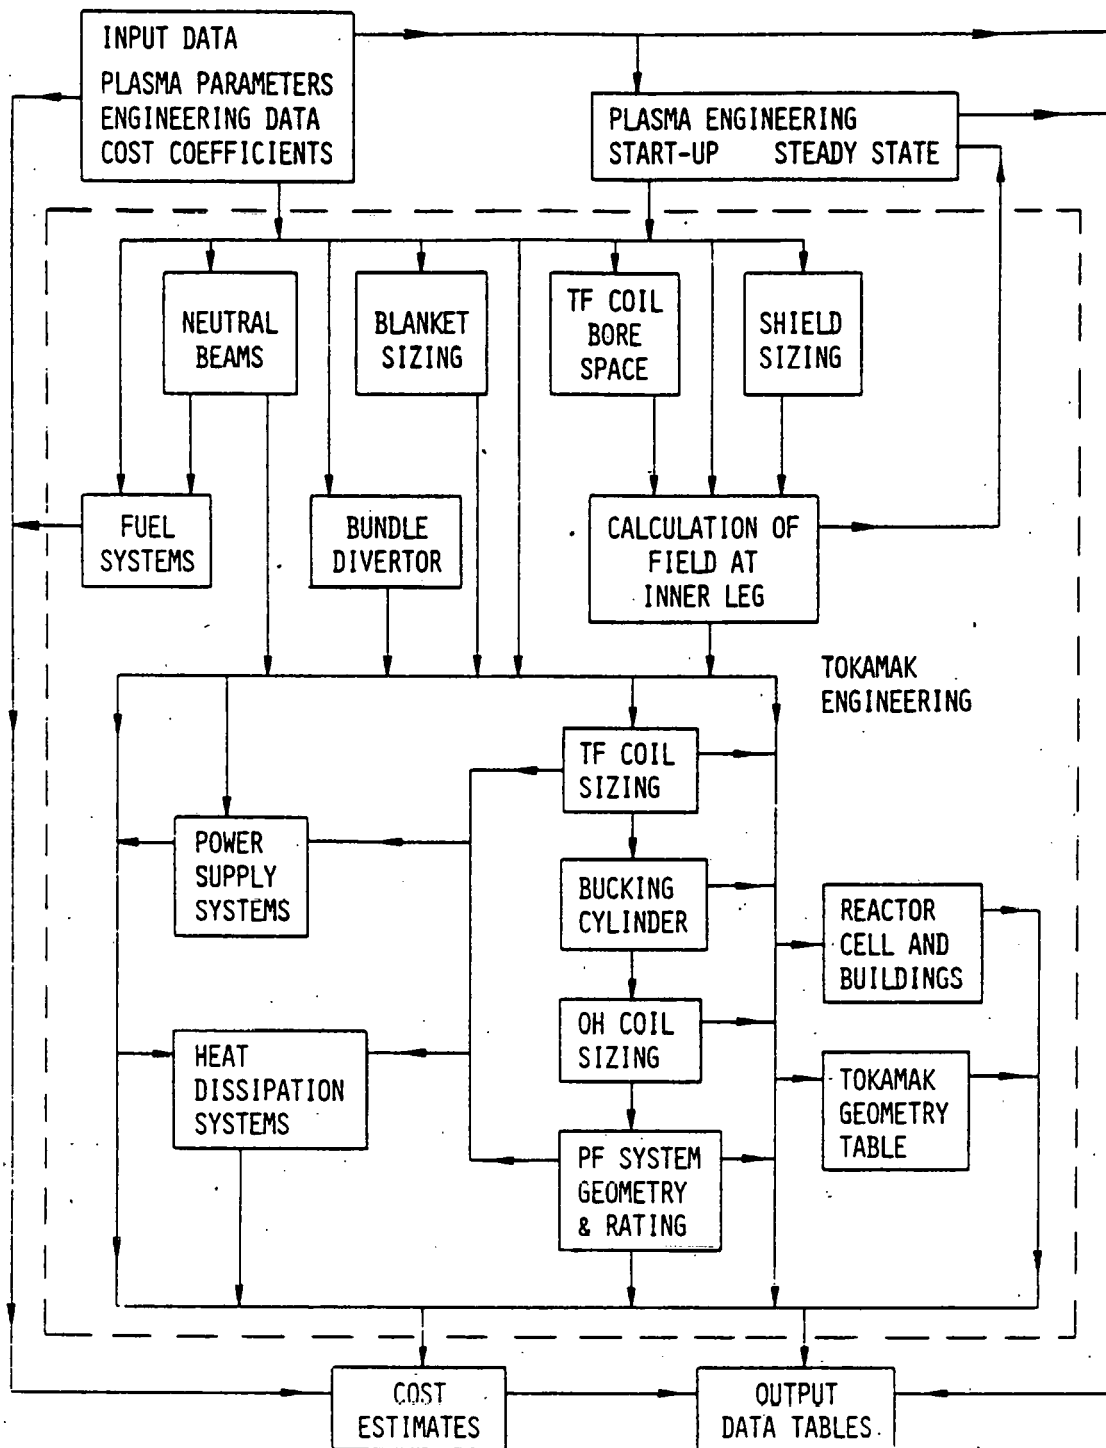 INPUT DATA
PLASMA PARAMETERS
ENGINEERING DATA
COST COEFFICIENTS
PLASMA ENGINEERING
START-UP STEADY STATE
NEUTRAL
BEAMS
BLANKET
SIZING
TF COIL
BORE
SPACE
SHIELD
SIZING
FUEL
SYSTEMS
BUNDLE
DIVERTOR
CALCULATION OF
FIELD AT
INNER LEG
TOKAMAK
ENGINEERING
TF COIL
SIZING
POWER
SUPPLY
SYSTEMS
BUCKING
CYLINDER
REACTOR
CELL AND
BUILDINGS
OH COIL
SIZING
HEAT
DISSIPATION
SYSTEMS
TOKAMAK
GEOMETRY
TABLE
PF SYSTEM
GEOMETRY
& RATING
COST
ESTIMATES
OUTPUT
DATA TABLES